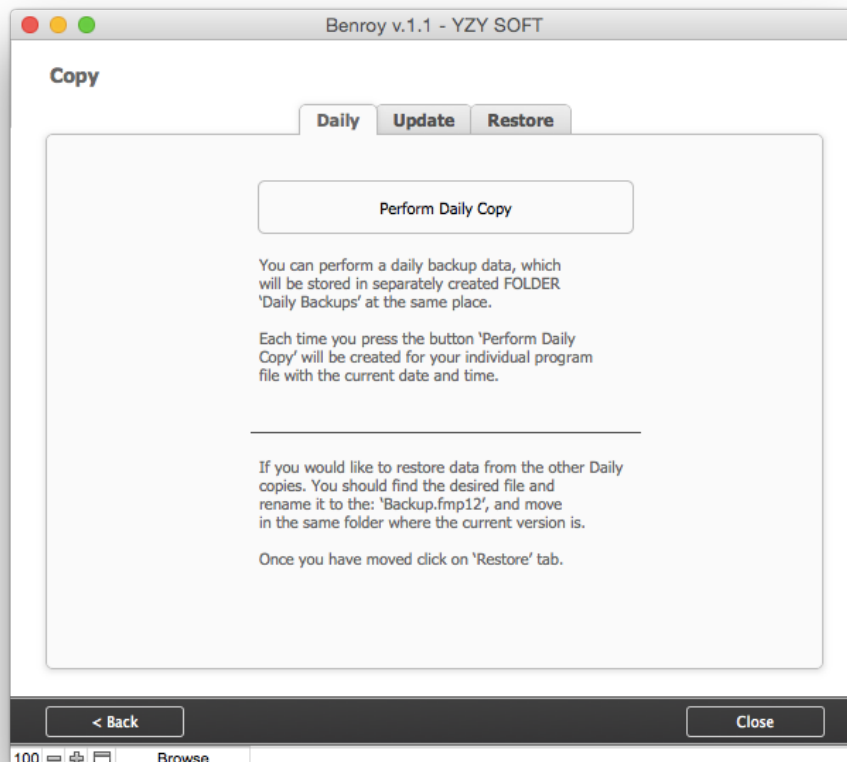 Benroy v.1.1 - YZY SOFT
Copy
Daily
Update
Restore
Perform Daily Copy
You can perform a daily backup data, which
will be stored in separately created FOLDER
‘Daily Backups’ at the same place.
Each time you press the button ‘Perform Daily
Copy’ will be created for your individual program
file with the current date and time.
If you would like to restore data from the other Daily
copies. You should find the desired file and
rename it to the: ‘Backup.fmp12’, and move
in the same folder where the current version is.
Once you have moved click on ‘Restore’ tab.
< Back
Close
100
Browse